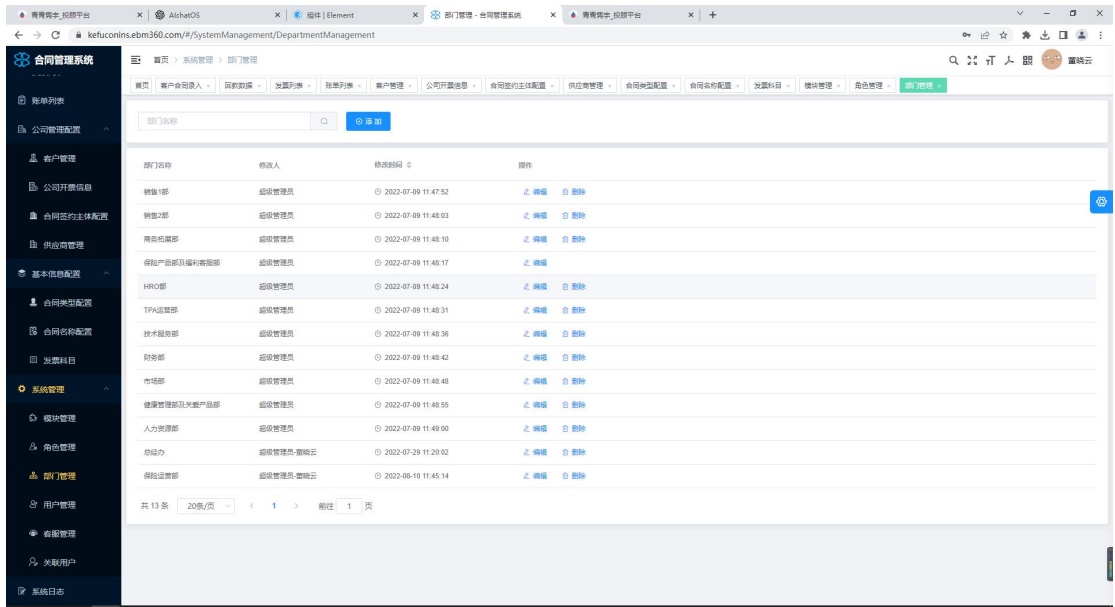 青青儒字_投顾平台
AIchatOS
组件 | Element
部门管理 - 合同管理系统
青青儒字_投顾平台
kefuconins.ebm360.com/#/SystemManagement/DepartmentManagement
合同管理系统
首页 > 系统管理 > 部门管理
董晓云
首页 客户合同录入 × 回款数据 × 发票列表 × 账单列表 × 客户管理 × 公司开票信息 × 合同签约主体配置 × 供应商管理 × 合同类型配置 × 合同名称配置 × 发票科目 × 模块管理 × 角色管理 × 部门管理 ×
账单列表
公司管理配置
客户管理
公司开票信息
合同签约主体配置
供应商管理
基本信息配置
合同类型配置
合同名称配置
发票科目
系统管理
模块管理
角色管理
部门管理
用户管理
客服管理
关联用户
系统日志
部门名称 添加
部门名称 修改人 修改时间 操作
销售1部 超级管理员 2022-07-09 11:47:52 编辑 删除
销售2部 超级管理员 2022-07-09 11:48:03 编辑 删除
商务拓展部 超级管理员 2022-07-09 11:48:10 编辑 删除
保险产品部及福利客服部 超级管理员 2022-07-09 11:48:17 编辑
HRO部 超级管理员 2022-07-09 11:48:24 编辑 删除
TPA运营部 超级管理员 2022-07-09 11:48:31 编辑 删除
技术服务部 超级管理员 2022-07-09 11:48:36 编辑 删除
财务部 超级管理员 2022-07-09 11:48:42 编辑 删除
市场部 超级管理员 2022-07-09 11:48:48 编辑 删除
健康管理部及关爱产品部 超级管理员 2022-07-09 11:48:55 编辑 删除
人力资源部 超级管理员 2022-07-09 11:49:00 编辑 删除
总经办 超级管理员-董晓云 2022-07-29 11:20:02 编辑 删除
保险运营部 超级管理员-董晓云 2022-08-10 11:45:14 编辑 删除
共 13 条 20条/页 < 1 > 前往 1 页